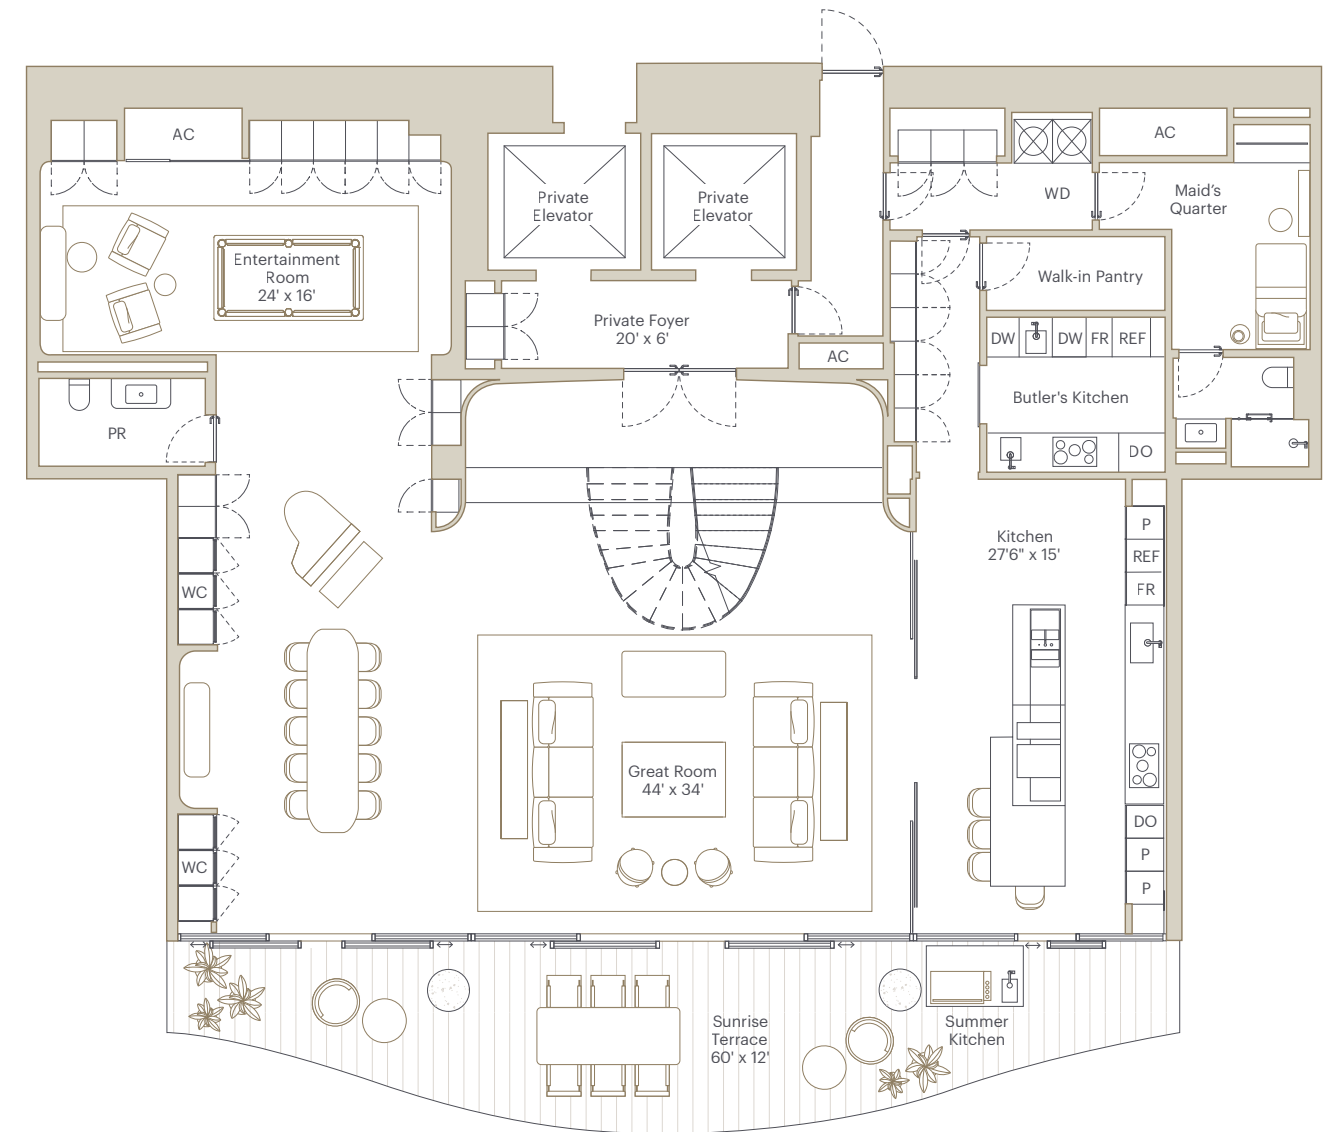 AC
Private
Elevator
Private
Elevator
AC
WD
Maid's
Quarter
Entertainment
Room
24' x 16'
Walk-in Pantry
Private Foyer
20' x 6'
AC
DW
DW
FR
REF
Butler's Kitchen
DO
PR
Kitchen
27'6" x 15'
P
REF
FR
WC
Great Room
44' x 34'
DO
P
P
WC
Sunrise
Terrace
60' x 12'
Summer
Kitchen